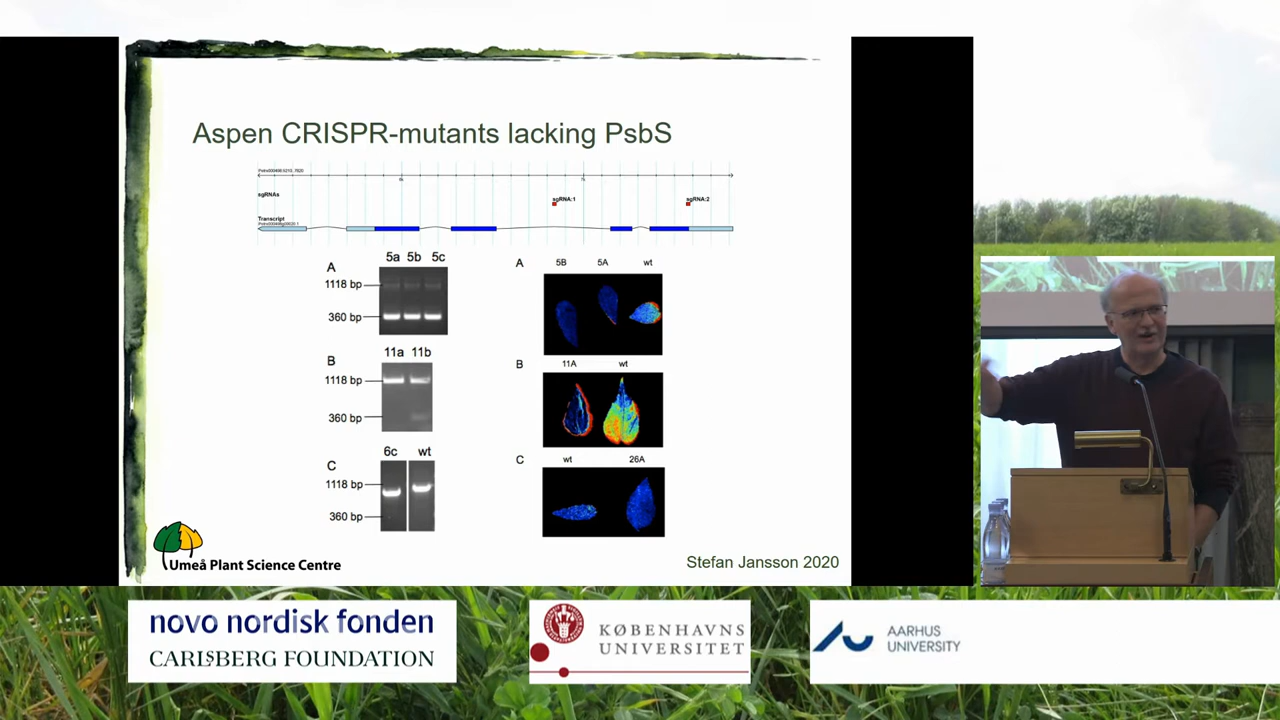 Aspen CRISPR-mutants lacking PsbS
sgRNAs
sgRNA:1
sgRNA:2
Transcript
A
5a 5b 5c
1118 bp
360 bp
B
11a 11b
1118 bp
360 bp
C
6c wt
1118 bp
360 bp
A
5B 5A wt
B
11A wt
C
wt 26A
Umeå Plant Science Centre
Stefan Jansson 2020
novo nordisk fonden
CARLSBERG FOUNDATION
KØBENHAVNS
UNIVERSITET
AARHUS
UNIVERSITY